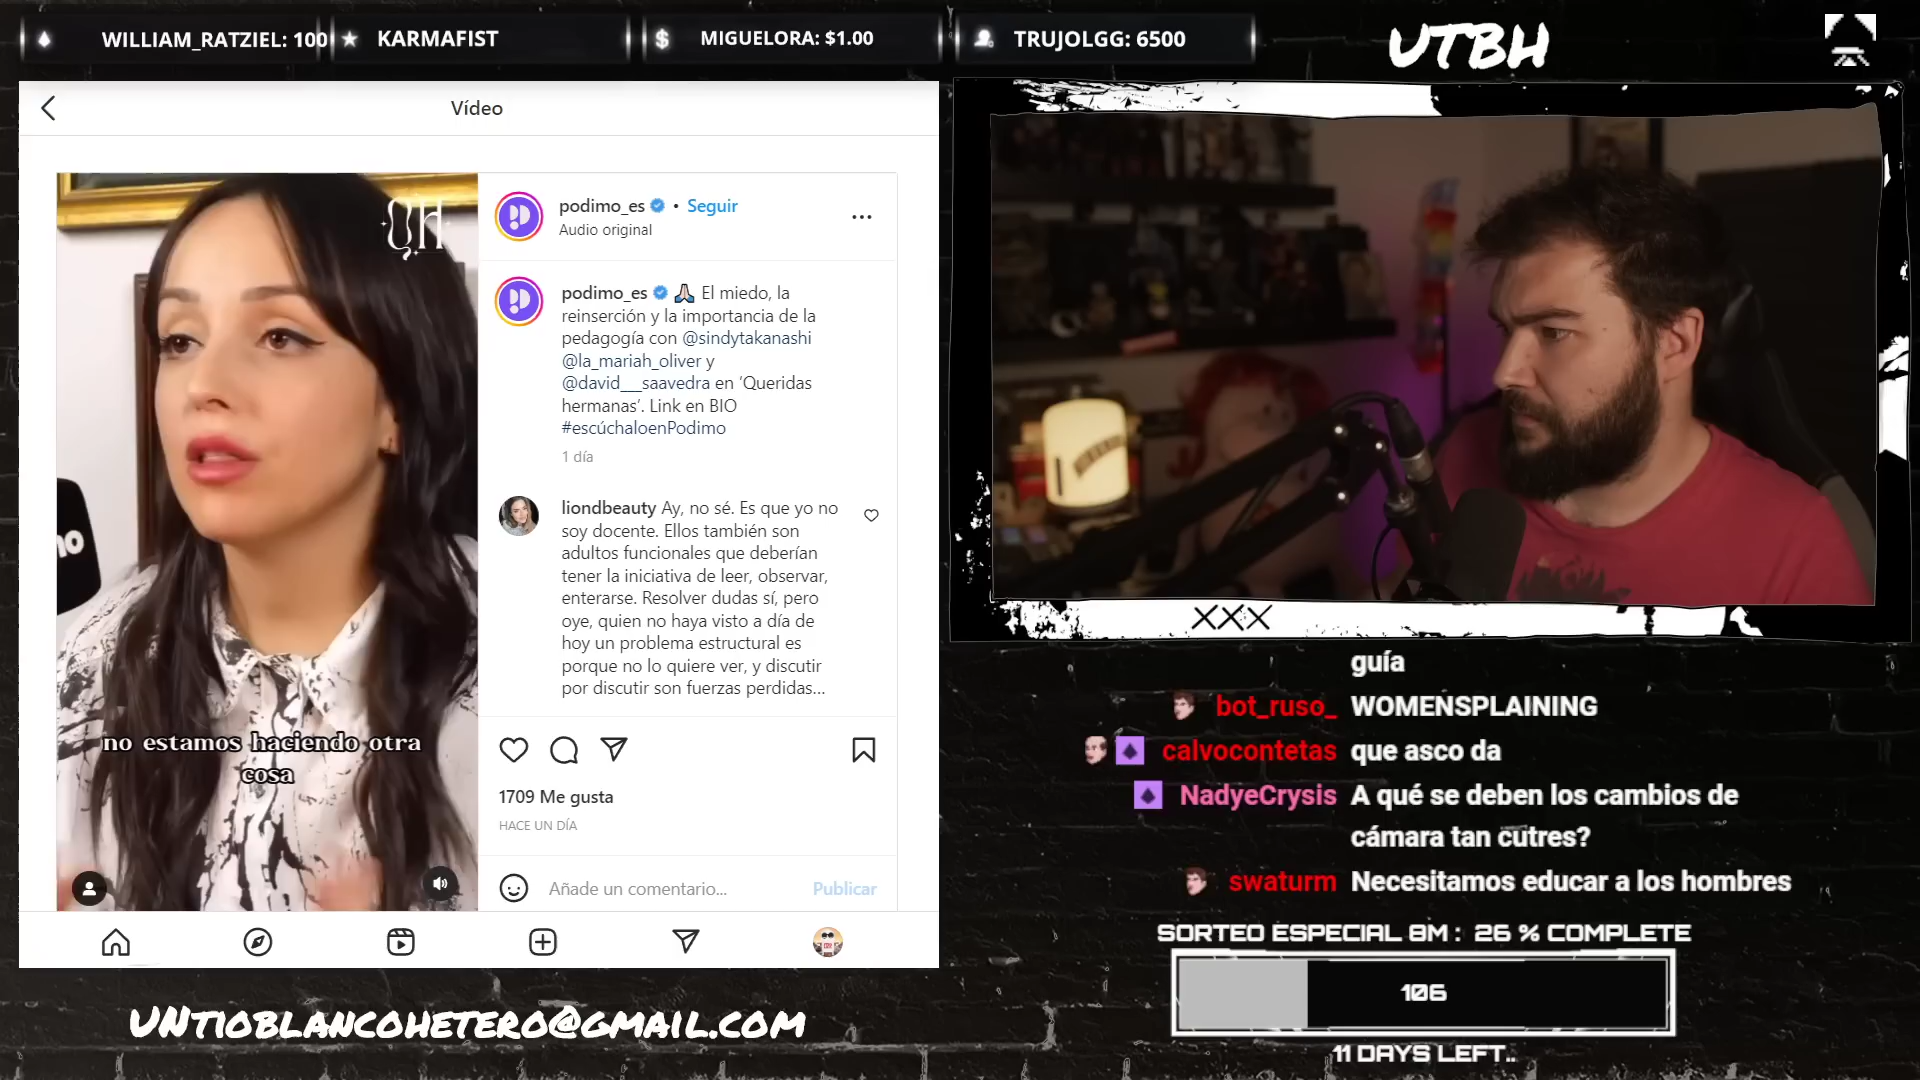 WILLIAM_RATZIEL: 100
KARMAFIST
MIGUELORA: $1.00
TRUJOLGG: 6500
UTBH
Vídeo
podimo_es • Seguir
Audio original
podimo_es 🙏🏻 El miedo, la
reinserción y la importancia de la
pedagogía con @sindytakanashi
@la_mariah_oliver y
@david__saavedra en ‘Queridas
hermanas’. Link en BIO
#escúchaloenPodimo
1 día
liondbeauty Ay, no sé. Es que yo no
soy docente. Ellos también son
adultos funcionales que deberían
tener la iniciativa de leer, observar,
enterarse. Resolver dudas sí, pero
oye, quien no haya visto a día de
hoy un problema estructural es
porque no lo quiere ver, y discutir
por discutir son fuerzas perdidas...
1709 Me gusta
HACE UN DÍA
Añade un comentario... Publicar
QH
mo
no estamos haciendo otra
cosa
XXX
guía
bot_ruso_ WOMENSPLAINING
calvocontetas que asco da
NadyeCrysis A qué se deben los cambios de
cámara tan cutres?
swaturm Necesitamos educar a los hombres
SORTEO ESPECIAL 8M : 26 % COMPLETE
106
11 DAYS LEFT..
UNTIOBLANCOHETERO@GMAIL.COM